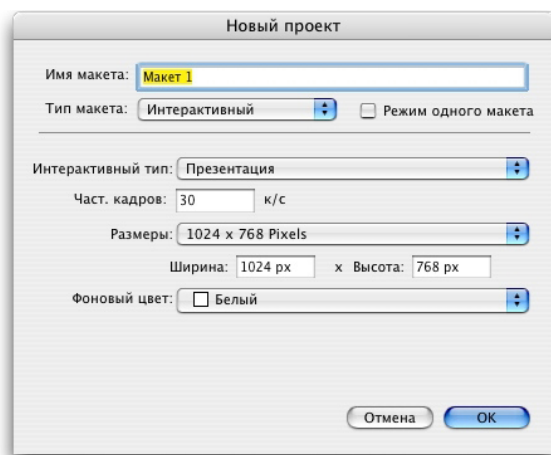 Новый проект
Имя макета: Макет 1
Тип макета: Интерактивный Режим одного макета
Интерактивный тип: Презентация
Част. кадров: 30 к/с
Размеры: 1024 x 768 Pixels
Ширина: 1024 px x Высота: 768 px
Фоновый цвет: Белый
Отмена OK